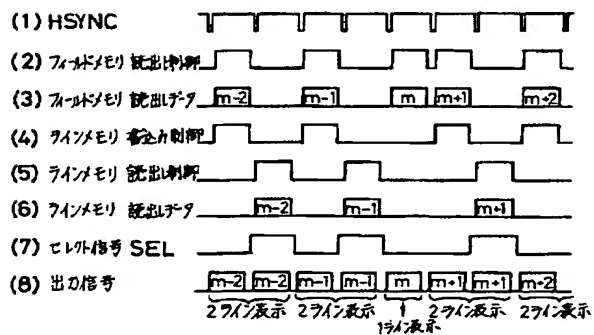 (1) HSYNC
(2) フィールドメモリ 読出し制御
(3) フィールドメモリ 読出しデータ m-2 m-1 m m+1 m+2
(4) ラインメモリ 書込み制御
(5) ラインメモリ 読出し制御
(6) ラインメモリ 読出しデータ m-2 m-1 m+1
(7) セレクト信号 SEL
(8) 出力信号 m-2 m-2 m-1 m-1 m m+1 m+1 m+2
2ライン表示 2ライン表示 2ライン表示 2ライン表示
1ライン表示